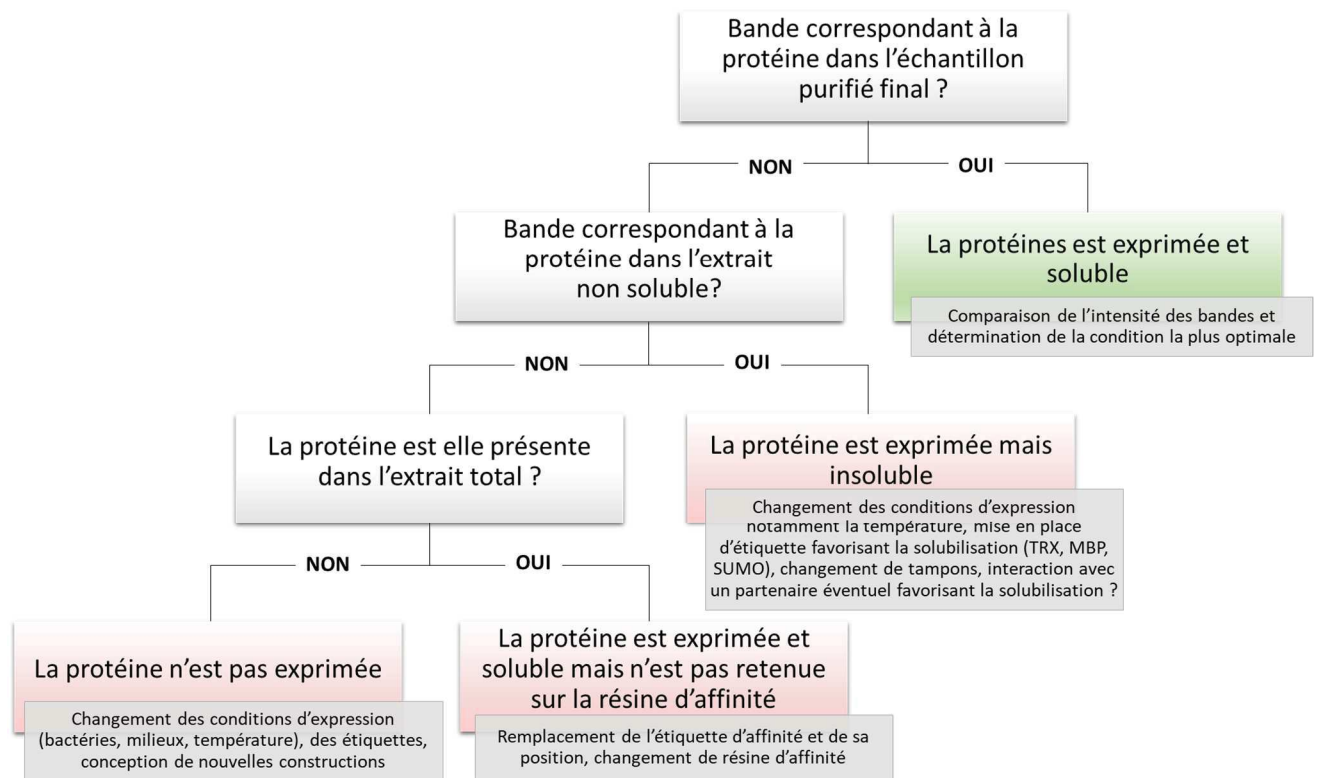 Bande correspondant à la
protéine dans l'échantillon
purifié final ?
NON
OUI
Bande correspondant à la
protéine dans l'extrait
non soluble?
La protéines est exprimée et
soluble
Comparaison de l'intensité des bandes et
détermination de la condition la plus optimale
NON
OUI
La protéine est elle présente
dans l'extrait total ?
La protéine est exprimée mais
insoluble
Changement des conditions d'expression
notamment la température, mise en place
d'étiquette favorisant la solubilisation (TRX, MBP,
SUMO), changement de tampons, interaction avec
un partenaire éventuel favorisant la solubilisation ?
NON
OUI
La protéine n'est pas exprimée
Changement des conditions d'expression
(bactéries, milieux, température), des étiquettes,
conception de nouvelles constructions
La protéine est exprimée et
soluble mais n'est pas retenue
sur la résine d'affinité
Remplacement de l'étiquette d'affinité et de sa
position, changement de résine d'affinité